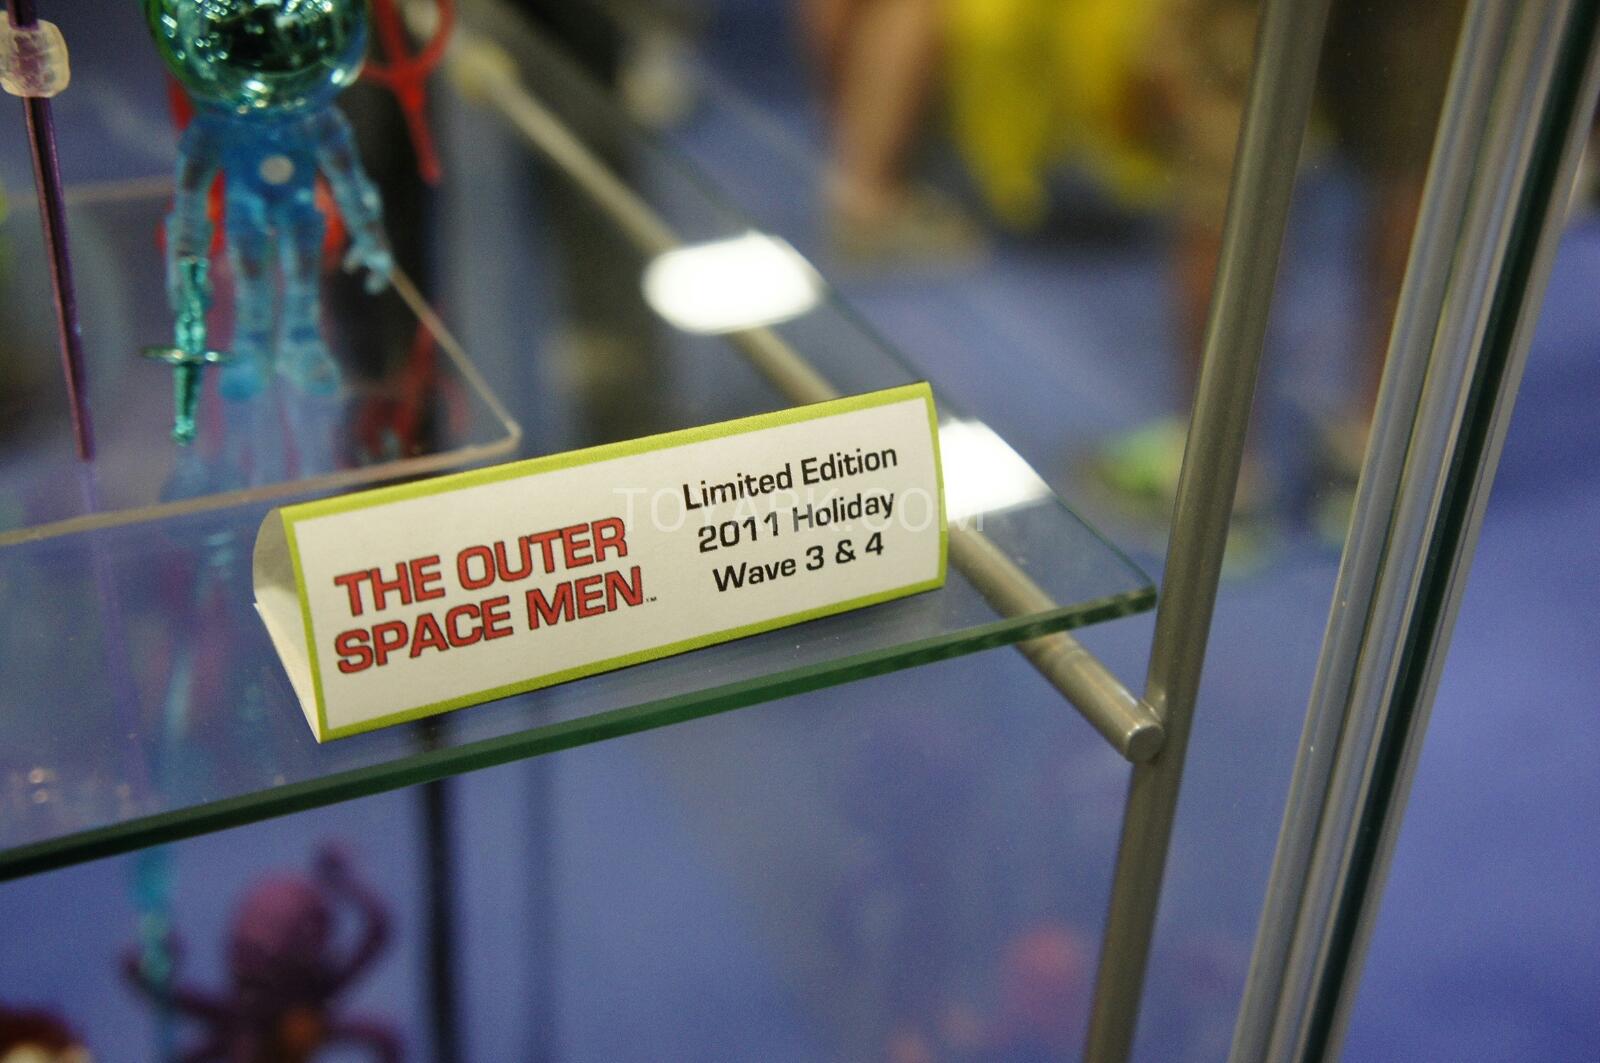 THE OUTER
SPACE MEN™
Limited Edition
2011 Holiday
Wave 3 & 4
TOYARK.COM